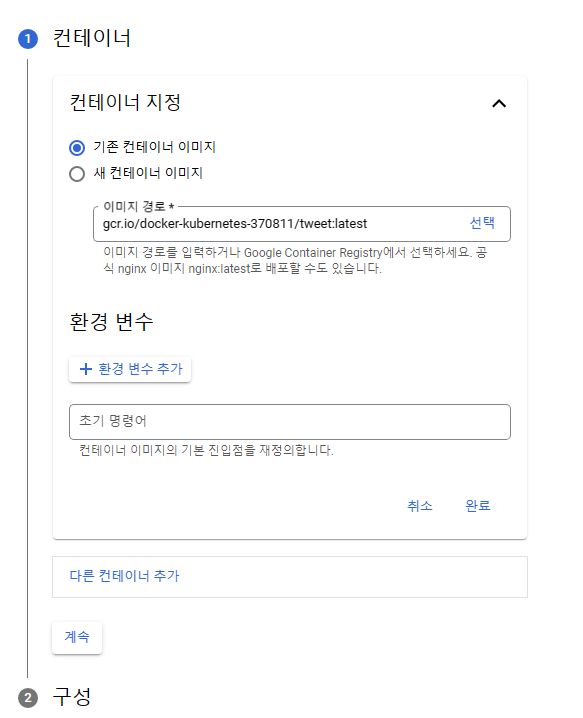 1 컨테이너
컨테이너 지정
기존 컨테이너 이미지
새 컨테이너 이미지
이미지 경로 *
gcr.io/docker-kubernetes-370811/tweet:latest 선택
이미지 경로를 입력하거나 Google Container Registry에서 선택하세요. 공
식 nginx 이미지 nginx:latest로 배포할 수도 있습니다.
환경 변수
+ 환경 변수 추가
초기 명령어
컨테이너 이미지의 기본 진입점을 재정의합니다.
취소 완료
다른 컨테이너 추가
계속
2 구성